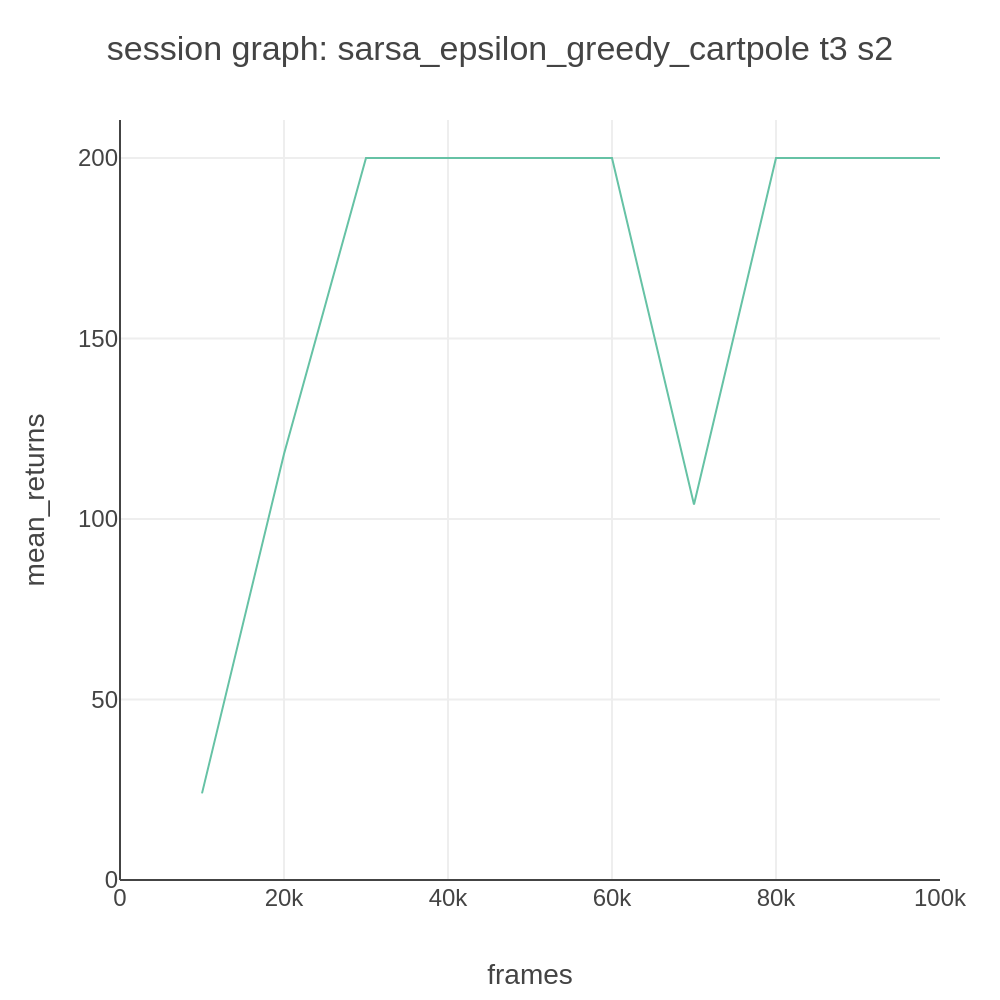 session graph: sarsa_epsilon_greedy_cartpole t3 s2
mean_returns
200
150
100
50
0
0 20k 40k 60k 80k 100k
frames